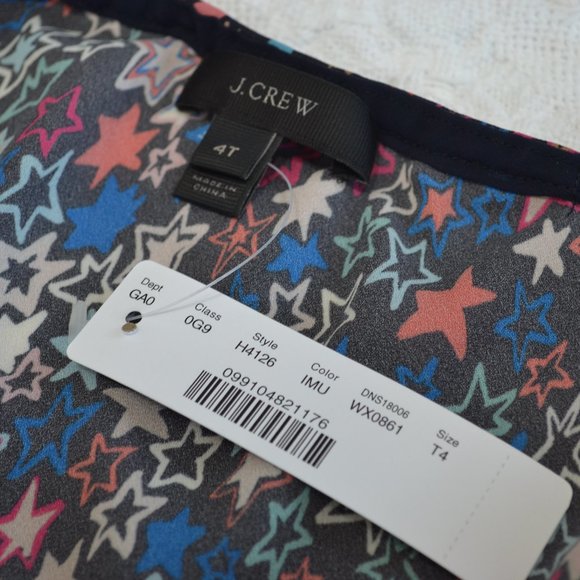 J.CREW
4T
MADE IN
CHINA
Dept Class Style Color DNS18006 Size
GA0 0G9 H4126 IMU WX0861 T4
099104821176